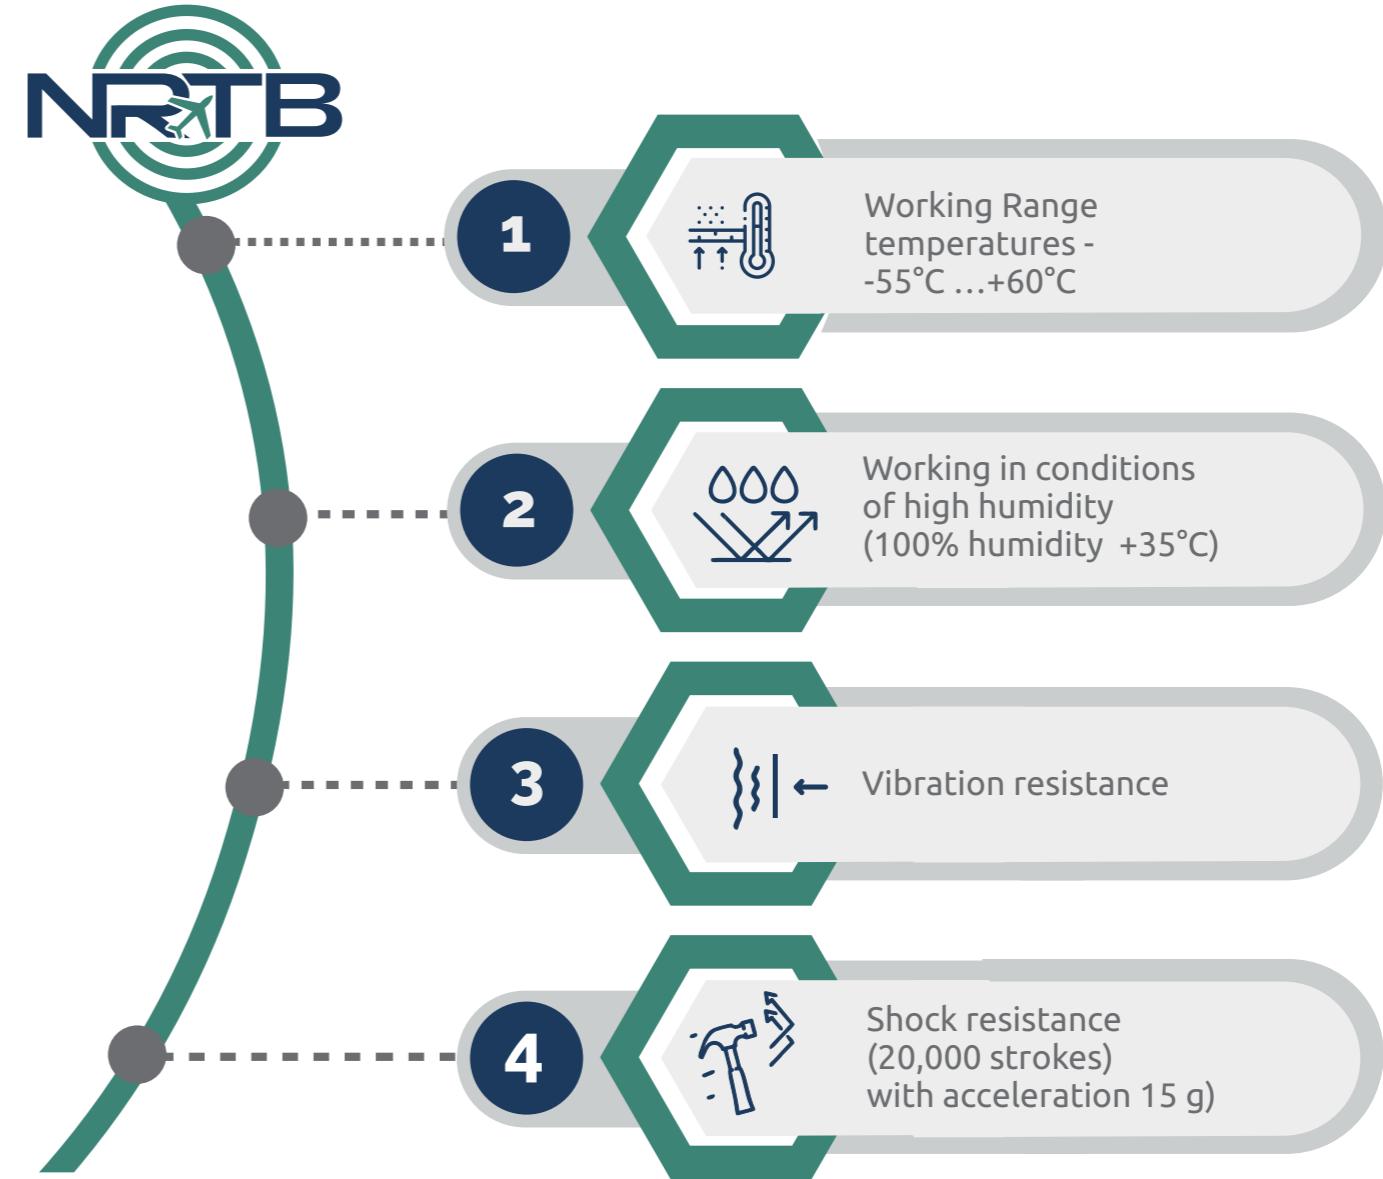 NRTB
1
Working Range
temperatures -
-55°C ...+60°C
2
Working in conditions
of high humidity
(100% humidity  +35°C)
3
Vibration resistance
4
Shock resistance
(20,000 strokes)
with acceleration 15 g)